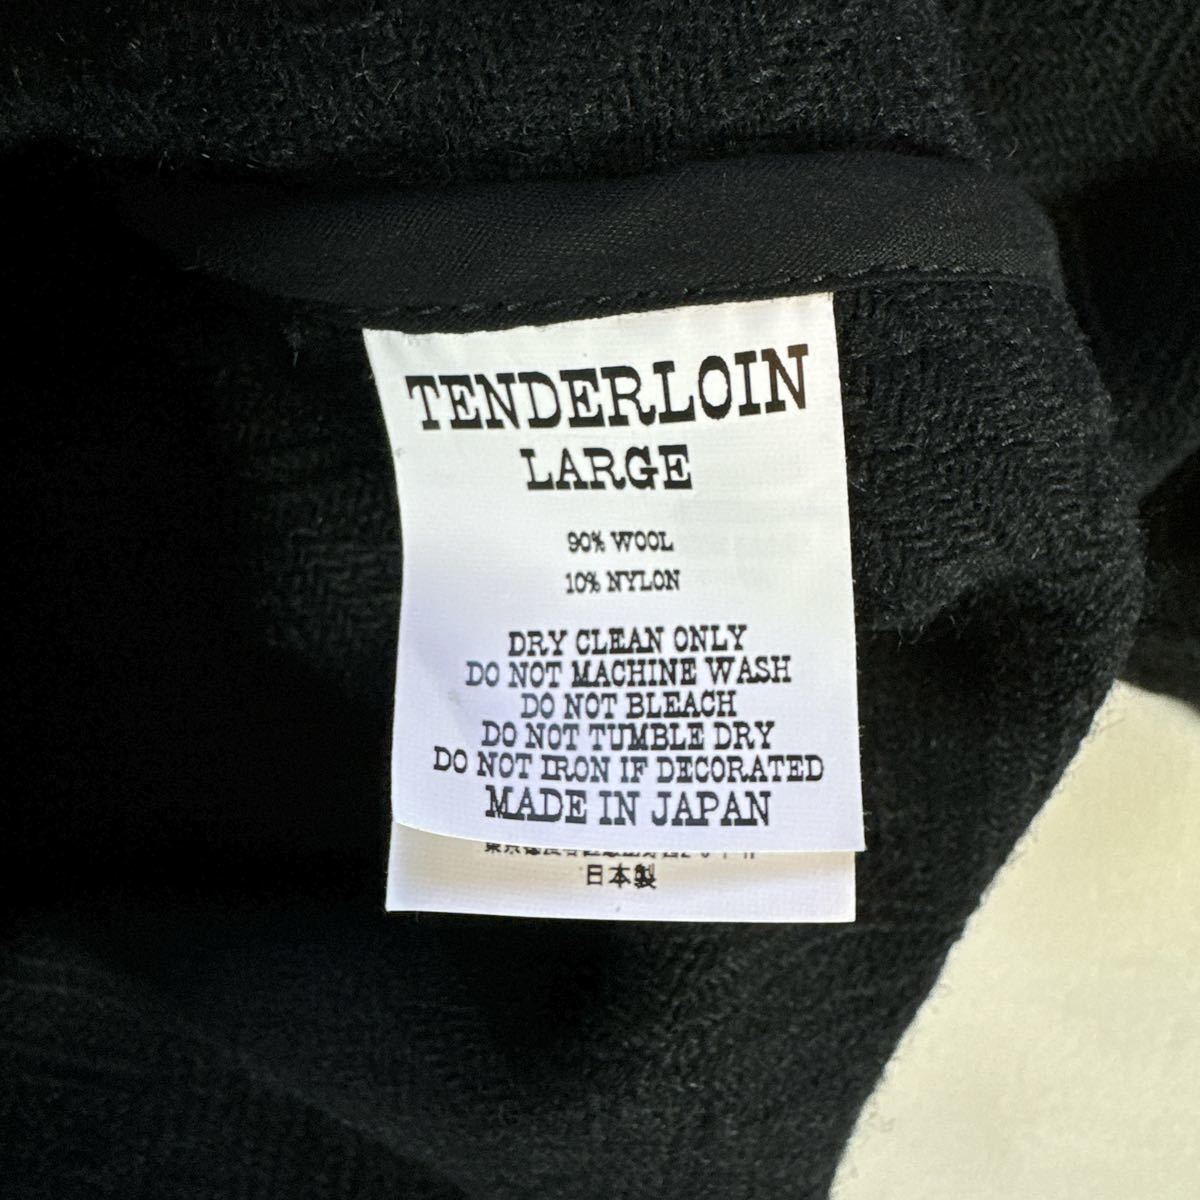 TENDERLOIN
LARGE
90% WOOL
10% NYLON
DRY CLEAN ONLY
DO NOT MACHINE WASH
DO NOT BLEACH
DO NOT TUMBLE DRY
DO NOT IRON IF DECORATED
MADE IN JAPAN
日本製